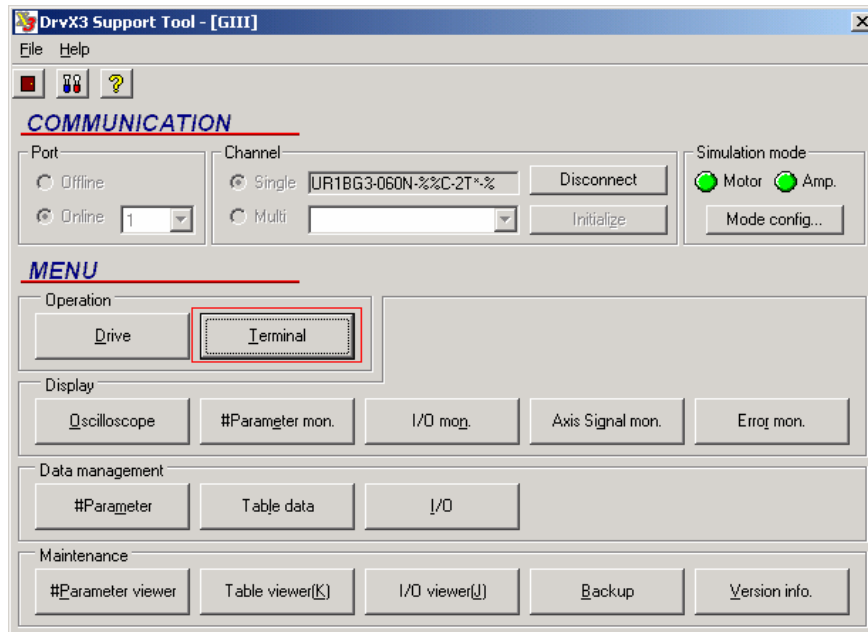 DrvX3 Support Tool - [GIII]
File Help
COMMUNICATION
Port
Channel
Simulation mode
Offline
Single UR1BG3-060N-%%C-2T*-% Disconnect
Motor Amp.
Online 1
Multi Initialize
Mode config...
MENU
Operation
Drive Terminal
Display
Oscilloscope #Parameter mon. I/O mon. Axis Signal mon. Error mon.
Data management
#Parameter Table data I/O
Maintenance
#Parameter viewer Table viewer(K) I/O viewer(J) Backup Version info.